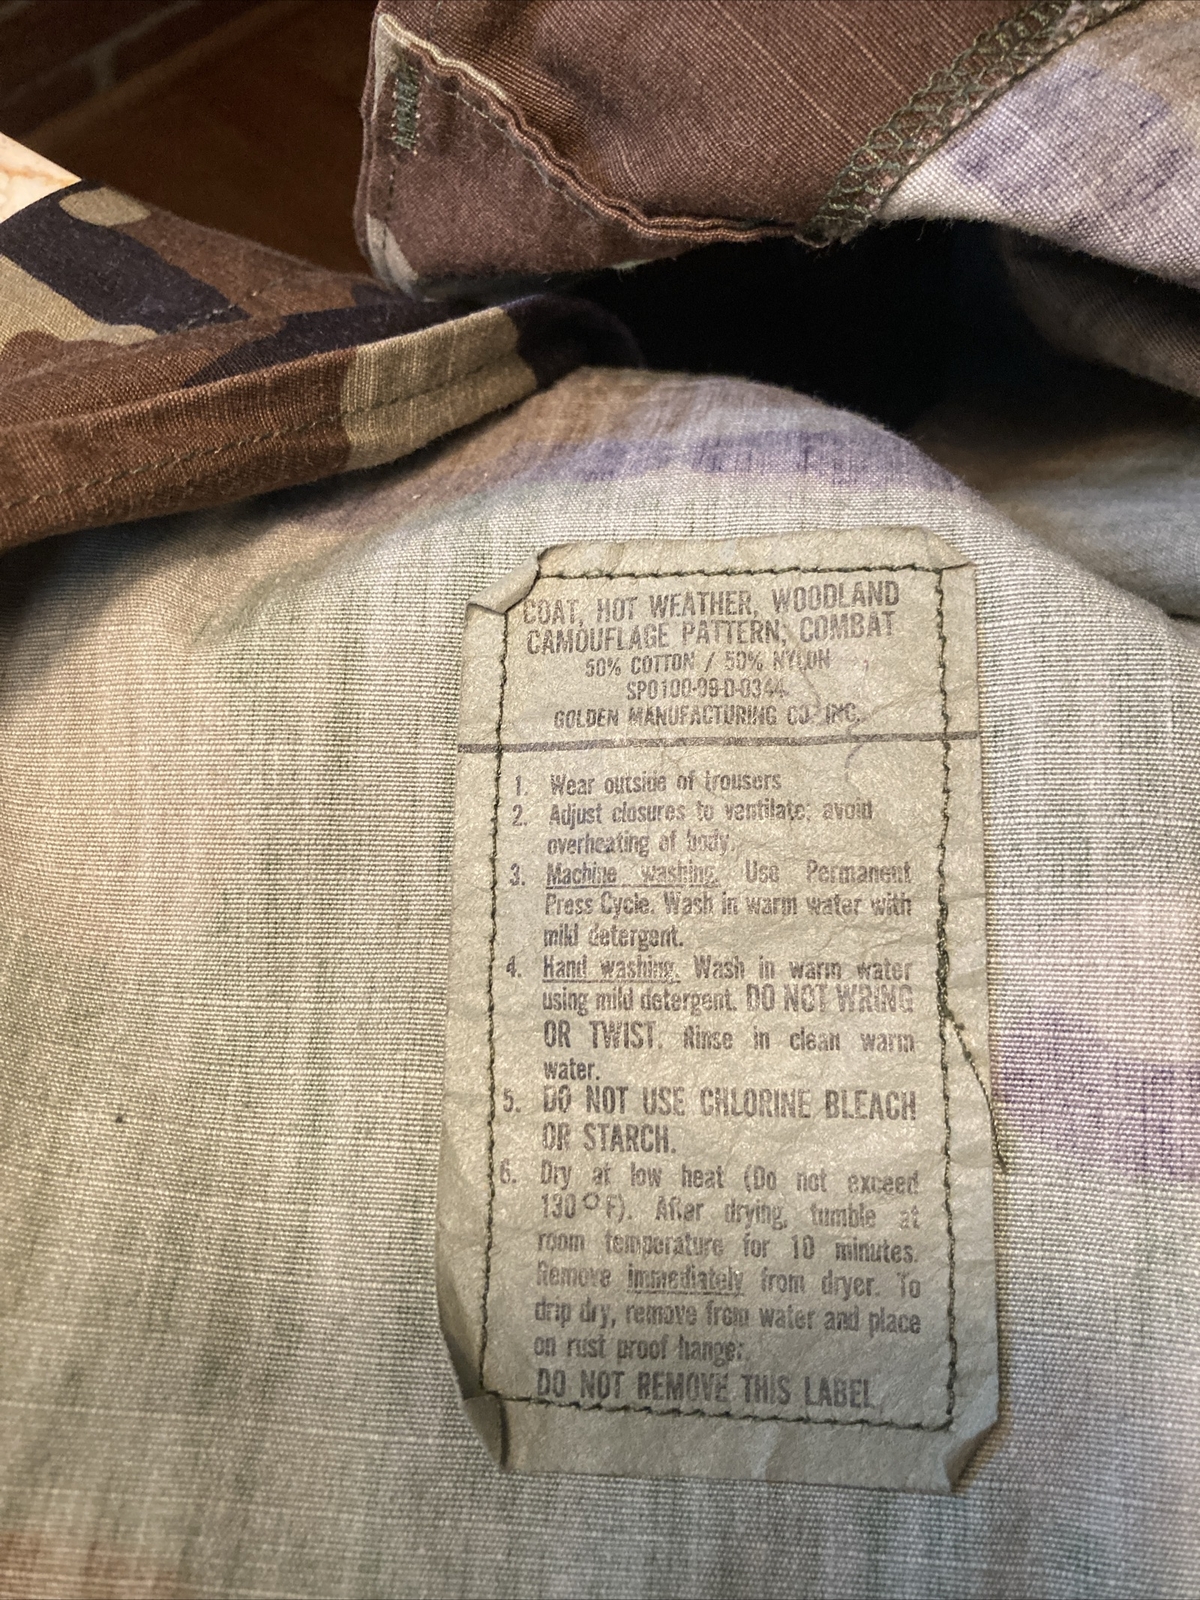 COAT, HOT WEATHER, WOODLAND
CAMOUFLAGE PATTERN; COMBAT
50% COTTON / 50% NYLON
SP0100-98-D-0344
GOLDEN MANUFACTURING CO. INC.
1. Wear outside of trousers
2. Adjust closures to ventilate; avoid
overheating of body.
3. Machine washing. Use Permanent
Press Cycle. Wash in warm water with
mild detergent.
4. Hand washing. Wash in warm water
using mild detergent. DO NOT WRING
OR TWIST. Rinse in clean warm
water.
5. DO NOT USE CHLORINE BLEACH
OR STARCH.
6. Dry at low heat (Do not exceed
130°F). After drying, tumble at
room temperature for 10 minutes.
Remove immediately from dryer. To
drip dry, remove from water and place
on rust proof hanger.
DO NOT REMOVE THIS LABEL